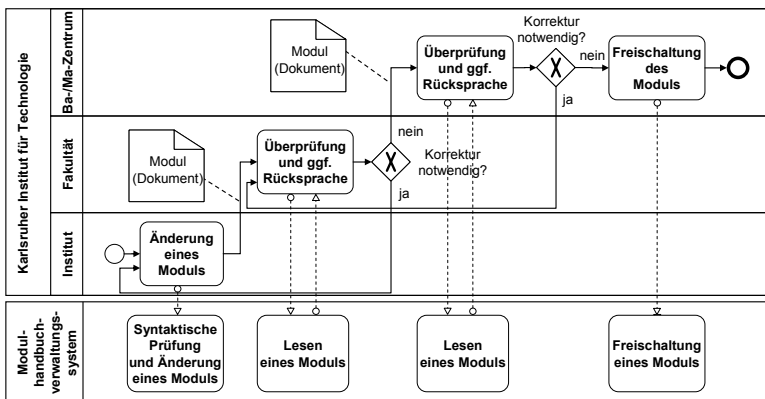 Karlsruher Institut für Technologie
Ba-/Ma-Zentrum
Modul
(Dokument)
Überprüfung
und ggf.
Rücksprache
Korrektur
notwendig?
nein
ja
Freischaltung
des
Moduls
Fakultät
Modul
(Dokument)
Überprüfung
und ggf.
Rücksprache
nein
Korrektur
notwendig?
ja
Institut
Änderung
eines
Moduls
Modul-
handbuch-
verwaltungs-
system
Syntaktische
Prüfung
und Änderung
eines Moduls
Lesen
eines Moduls
Lesen
eines Moduls
Freischaltung
eines Moduls